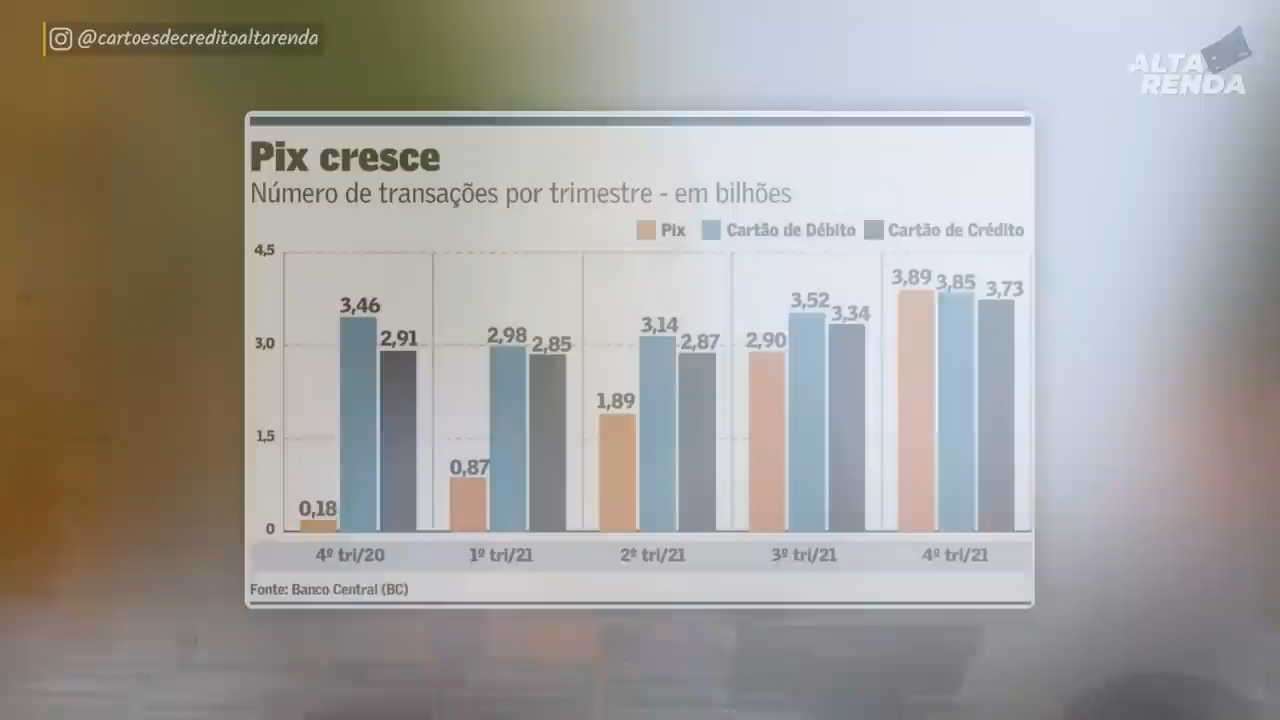 @cartoesdecreditoaltarenda
ALTA
RENDA
Pix cresce
Número de transações por trimestre - em bilhões
Pix Cartão de Débito Cartão de Crédito
4,5
3,0
1,5
0
0,18 3,46 2,91
0,87 2,98 2,85
1,89 3,14 2,87
2,90 3,52 3,34
3,89 3,85 3,73
4º tri/20 1º tri/21 2º tri/21 3º tri/21 4º tri/21
Fonte: Banco Central (BC)